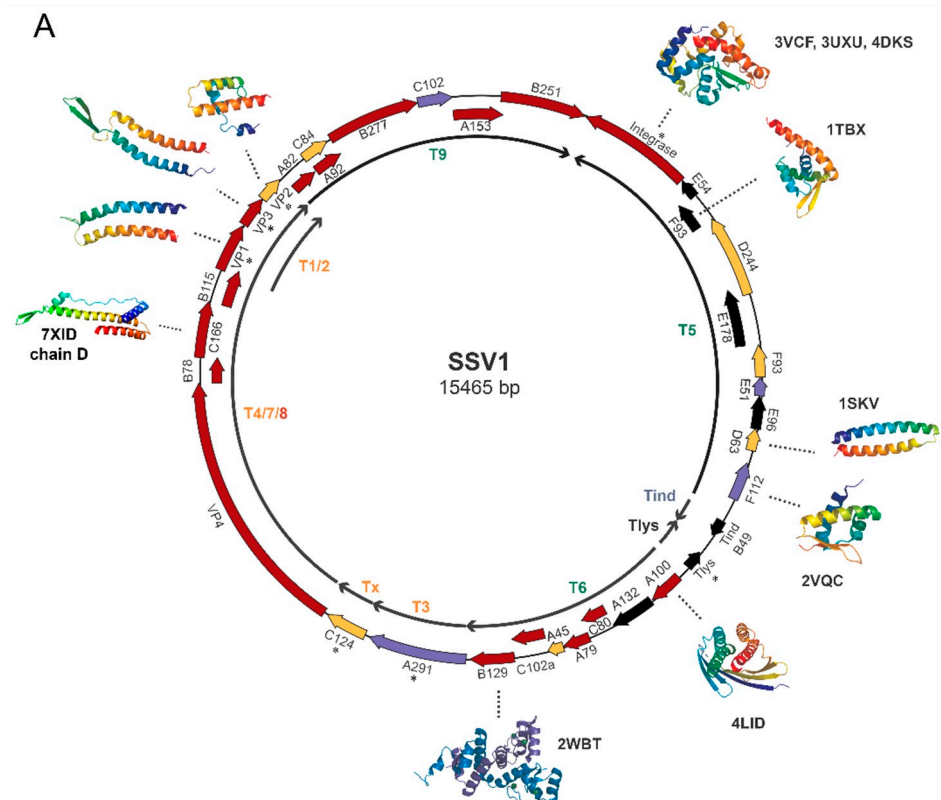 A
3VCF, 3UXU, 4DKS
C102
B251
A153
Integrase
*
1TBX
C84
B277
A82
A92
T9
VP2
*
E54
F93
VP3
*
D244
VP1
*
T1/2
B115
T5
E178
7XID
chain D
C166
SSV1
15465 bp
B78
F93
E51
T4/7/8
E96
1SKV
D63
F112
VP4
Tind
Tlys
Tind
B49
2VQC
Tlys
*
Tx
T3
T6
A100
A132
C80
A45
A79
C124
*
A291
*
B129
C102a
4LID
2WBT